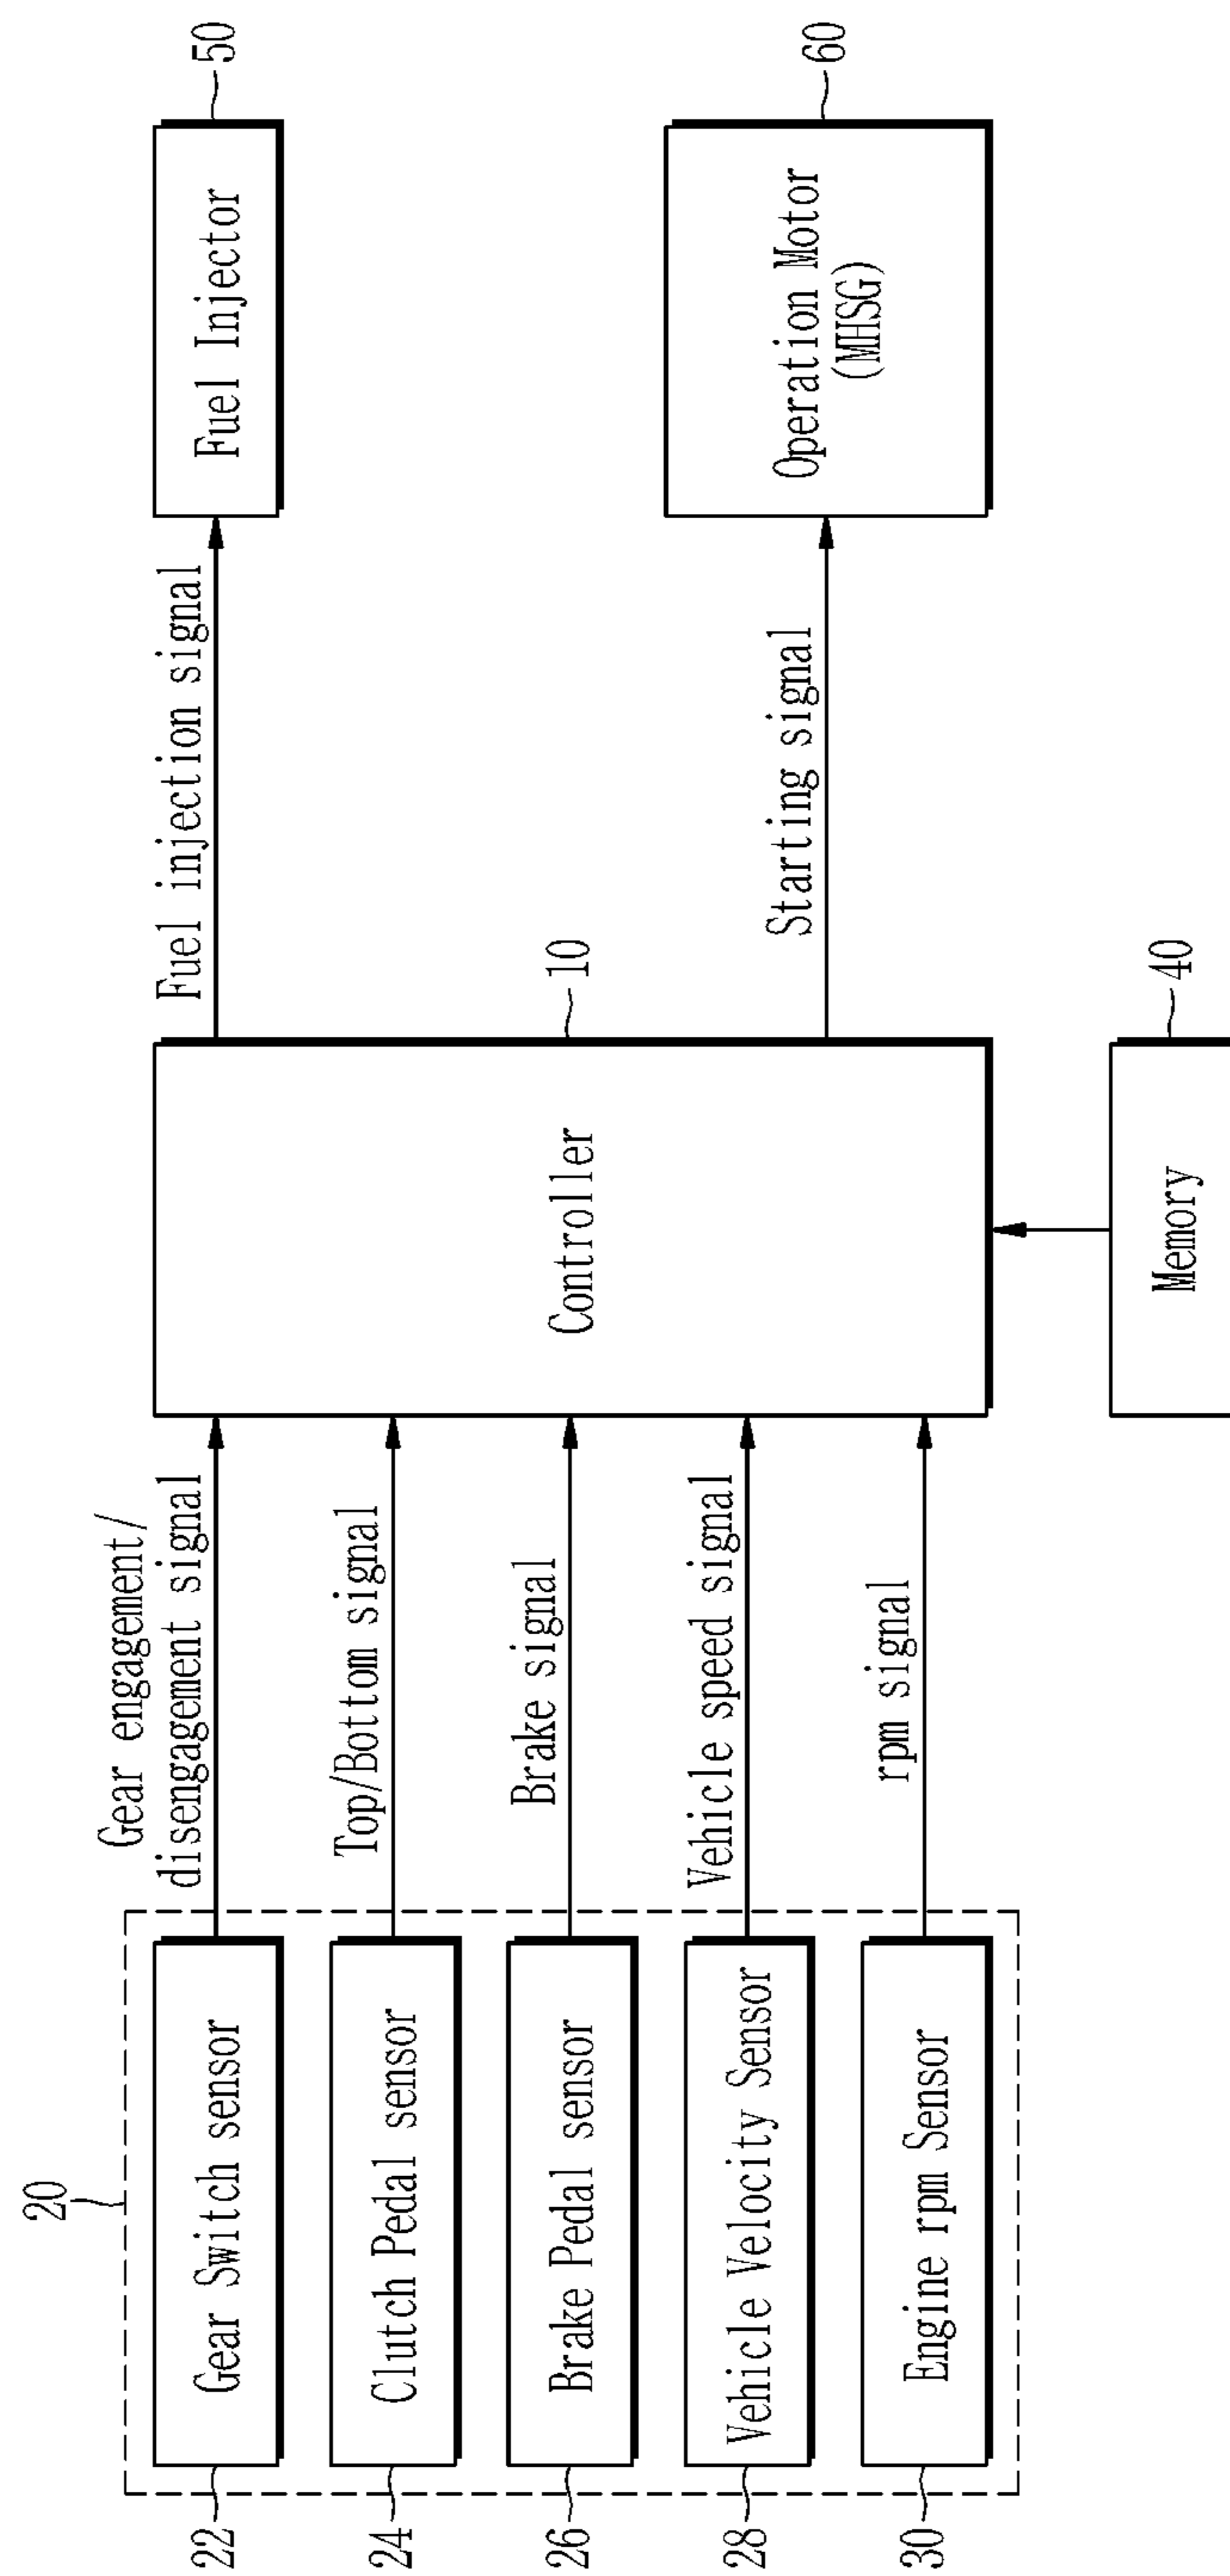 20
22
Gear Switch sensor
Gear engagement/
disengagement signal
24
Clutch Pedal sensor
Top/Bottom signal
26
Brake Pedal sensor
Brake signal
28
Vehicle Velocity Sensor
Vehicle speed signal
30
Engine rpm Sensor
rpm signal
Controller
10
Memory
40
Fuel injection signal
Fuel Injector
50
Starting signal
Operation Motor
(MHSG)
60